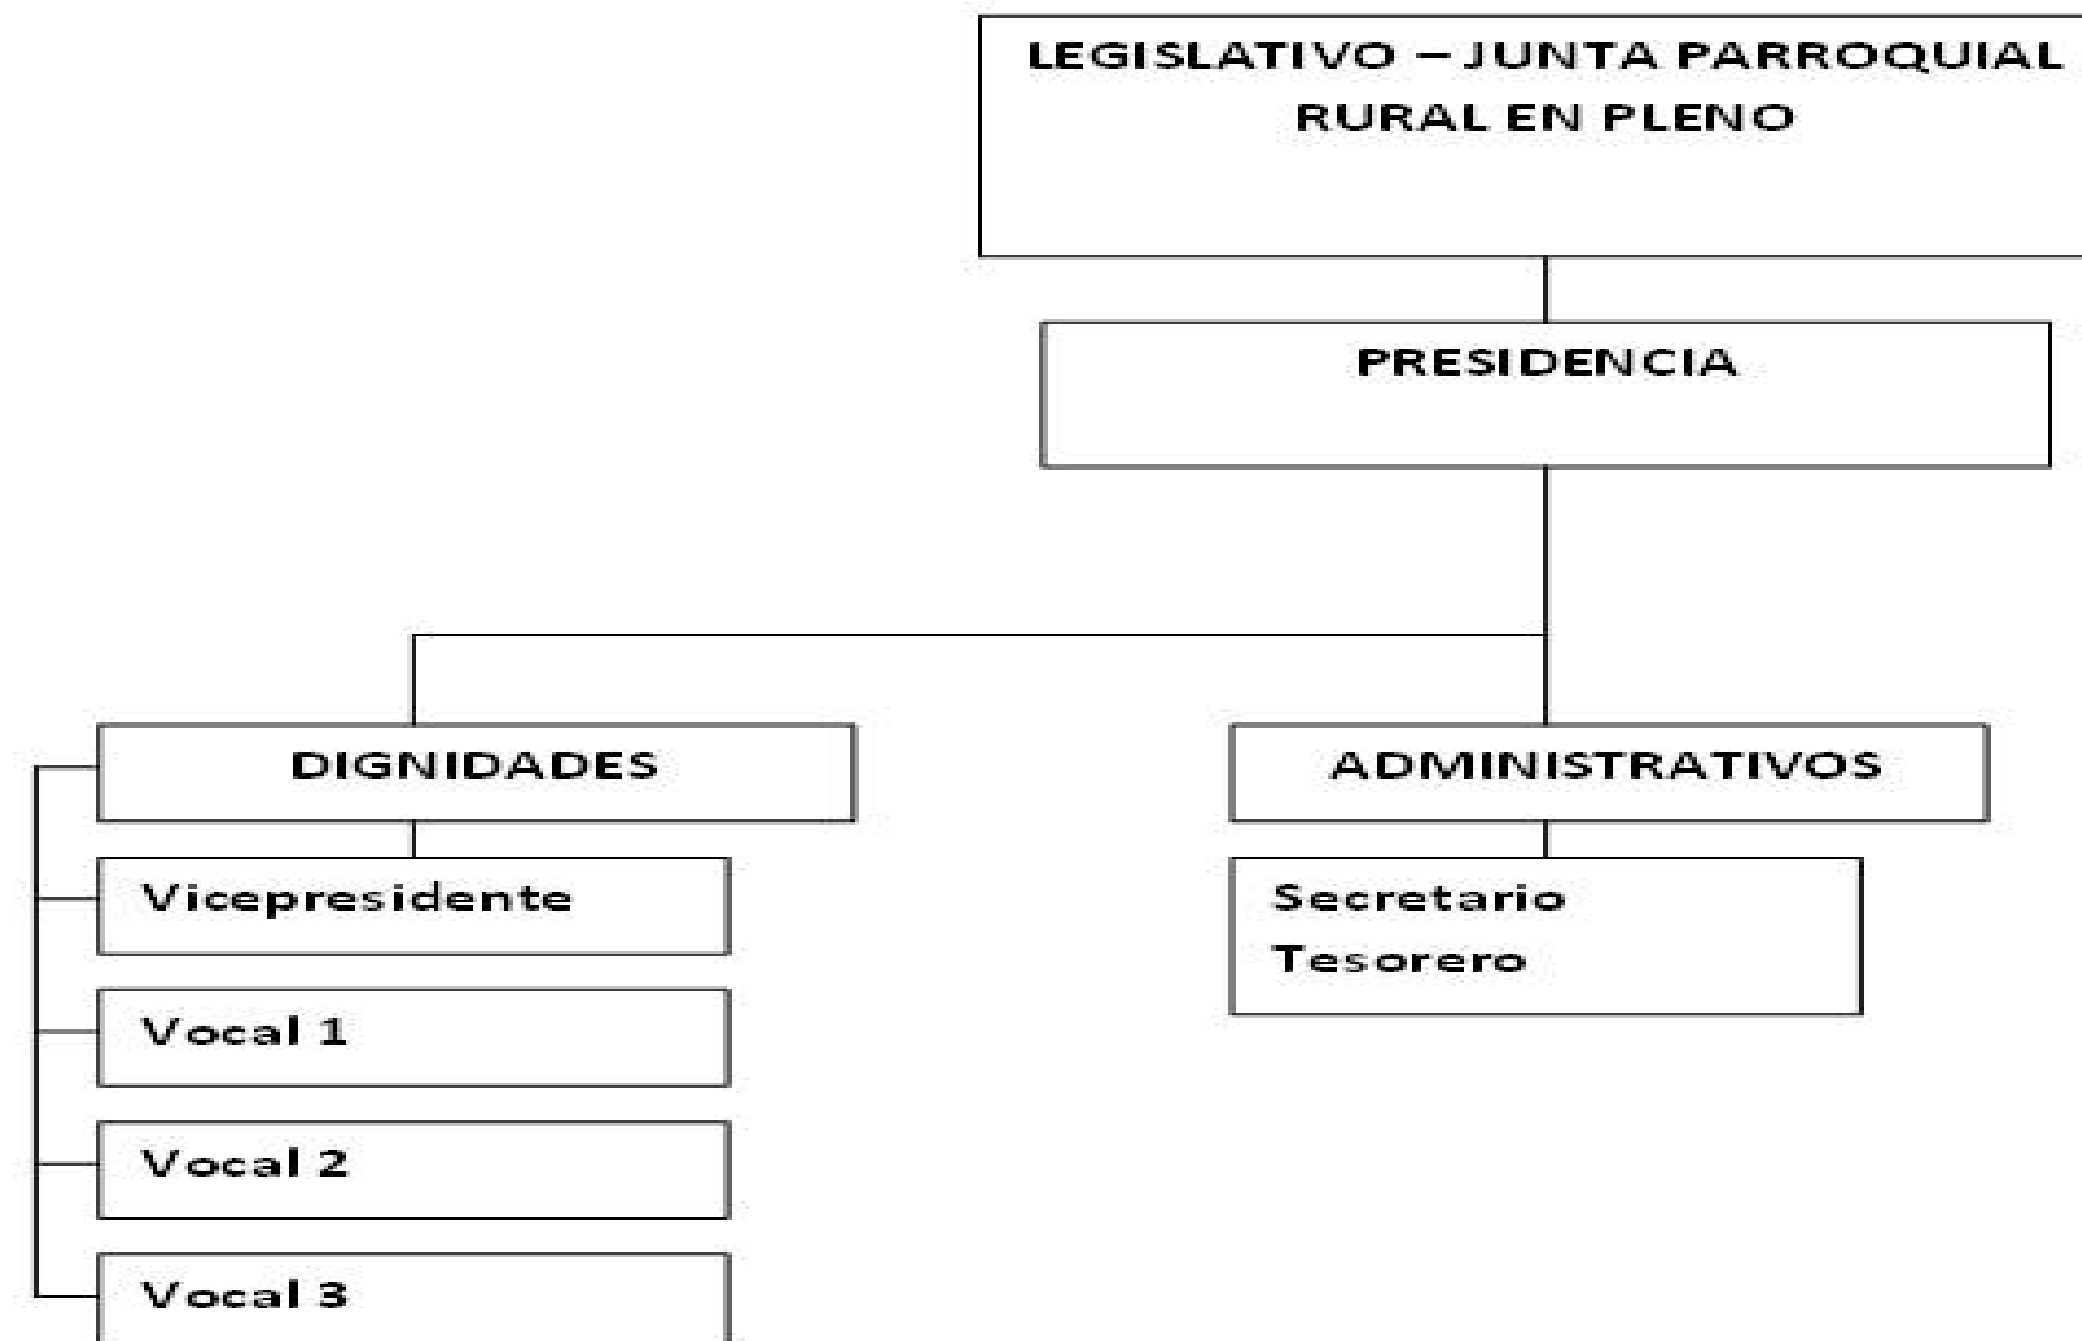 LEGISLATIVO – JUNTA PARROQUIAL
RURAL EN PLENO
PRESIDENCIA
DIGNIDADES
ADMINISTRATIVOS
Vicepresidente
Secretario
Tesorero
Vocal 1
Vocal 2
Vocal 3